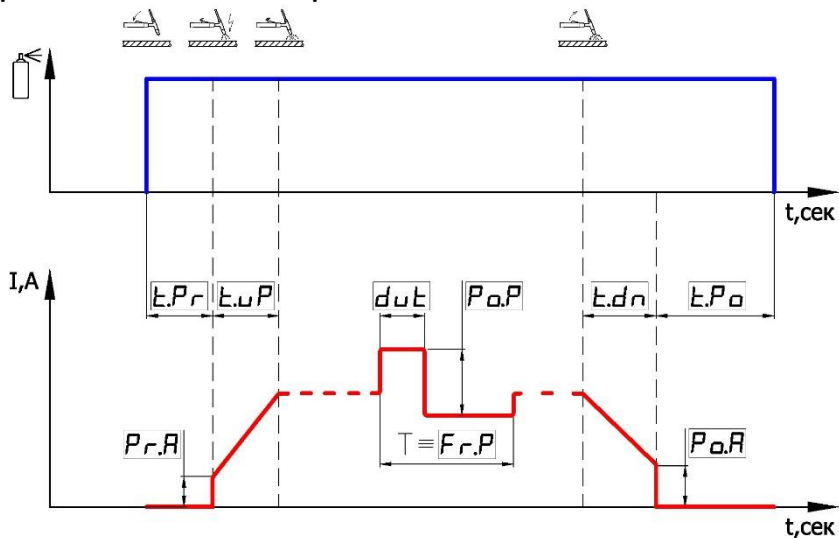 t,сек
I,A
t.Pr
t.uP
dut
Po.P
t.dn
t.Po
Pr.A
T ≡ Fr.P
Po.A
t,сек